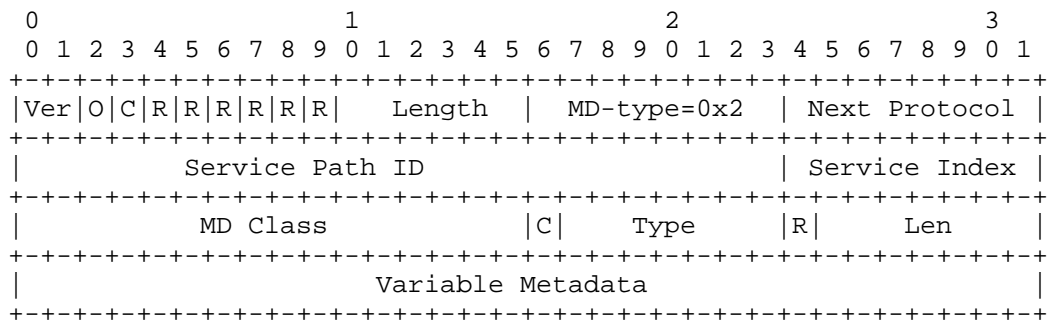 0                   1                   2                   3
 0 1 2 3 4 5 6 7 8 9 0 1 2 3 4 5 6 7 8 9 0 1 2 3 4 5 6 7 8 9 0 1
+-+-+-+-+-+-+-+-+-+-+-+-+-+-+-+-+-+-+-+-+-+-+-+-+-+-+-+-+-+-+-+-+
|Ver|O|C|R|R|R|R|R|R|   Length  |  MD-type=0x2  | Next Protocol |
+-+-+-+-+-+-+-+-+-+-+-+-+-+-+-+-+-+-+-+-+-+-+-+-+-+-+-+-+-+-+-+-+
|          Service Path ID                      | Service Index |
+-+-+-+-+-+-+-+-+-+-+-+-+-+-+-+-+-+-+-+-+-+-+-+-+-+-+-+-+-+-+-+-+
|           MD Class            |C|    Type     |R|     Len     |
+-+-+-+-+-+-+-+-+-+-+-+-+-+-+-+-+-+-+-+-+-+-+-+-+-+-+-+-+-+-+-+-+
|                      Variable Metadata                        |
+-+-+-+-+-+-+-+-+-+-+-+-+-+-+-+-+-+-+-+-+-+-+-+-+-+-+-+-+-+-+-+-+